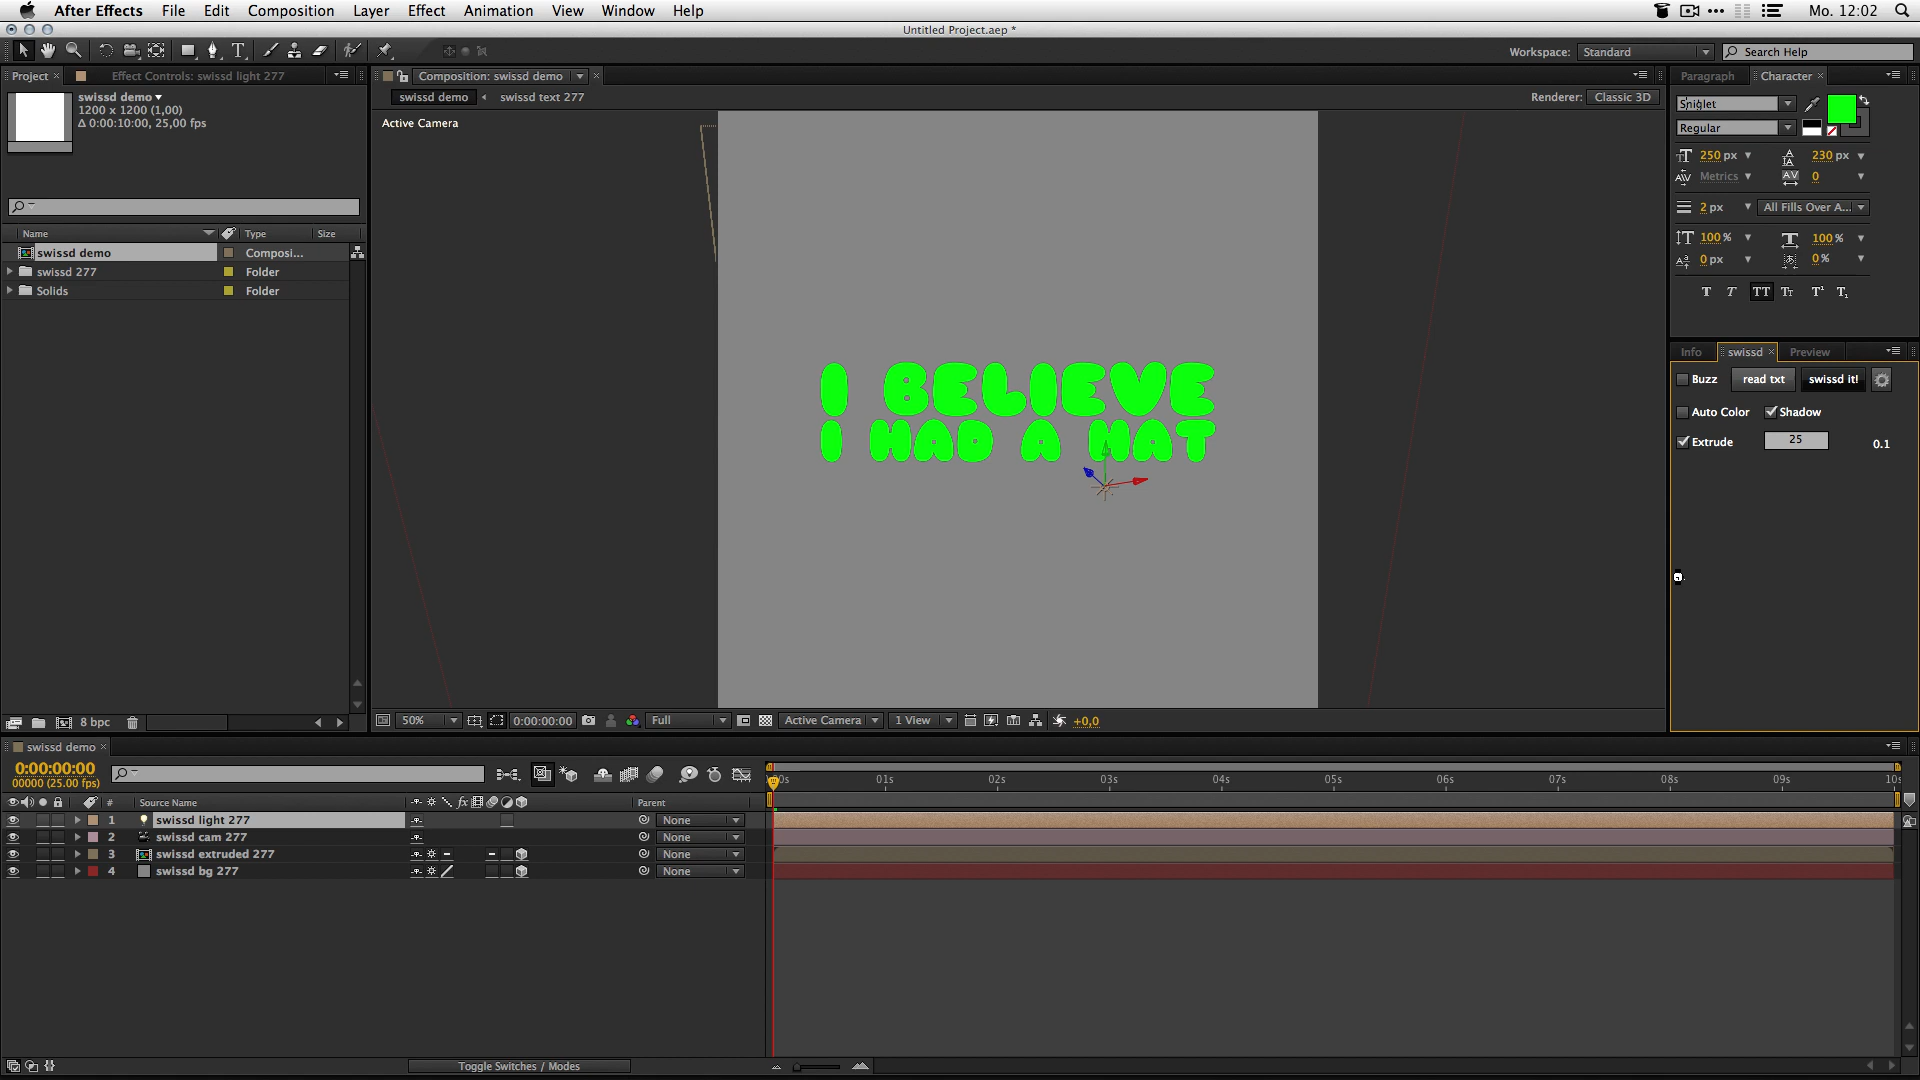 After Effects File Edit Composition Layer Effect Animation View Window Help Mo. 12:02
Untitled Project.aep *
Workspace: Standard Search Help
Project Effect Controls: swissd light 277
Composition: swissd demo
Paragraph Character
swissd demo
1200 x 1200 (1,00)
Δ 0:00:10:00, 25,00 fps
swissd demo swissd text 277
Renderer: Classic 3D
Active Camera
Sniglet
Regular
250 px 230 px
Metrics 0
2 px All Fills Over A...
100 % 100 %
0 px 0 %
T T TT TT T¹ T₁
Name Type Size
swissd demo Composi...
swissd 277 Folder
Solids Folder
I BELIEVE
I HAD A HAT
Info swissd Preview
Buzz read txt swissd it!
Auto Color Shadow
Extrude 25 0.1
8 bpc
50% 0:00:00:00 Full Active Camera 1 View +0,0
swissd demo
0:00:00:00
00000 (25.00 fps)
01s 02s 03s 04s 05s 06s 07s 08s 09s
# Source Name fx Parent
1 swissd light 277 None
2 swissd cam 277 None
3 swissd extruded 277 None
4 swissd bg 277 None
Toggle Switches / Modes